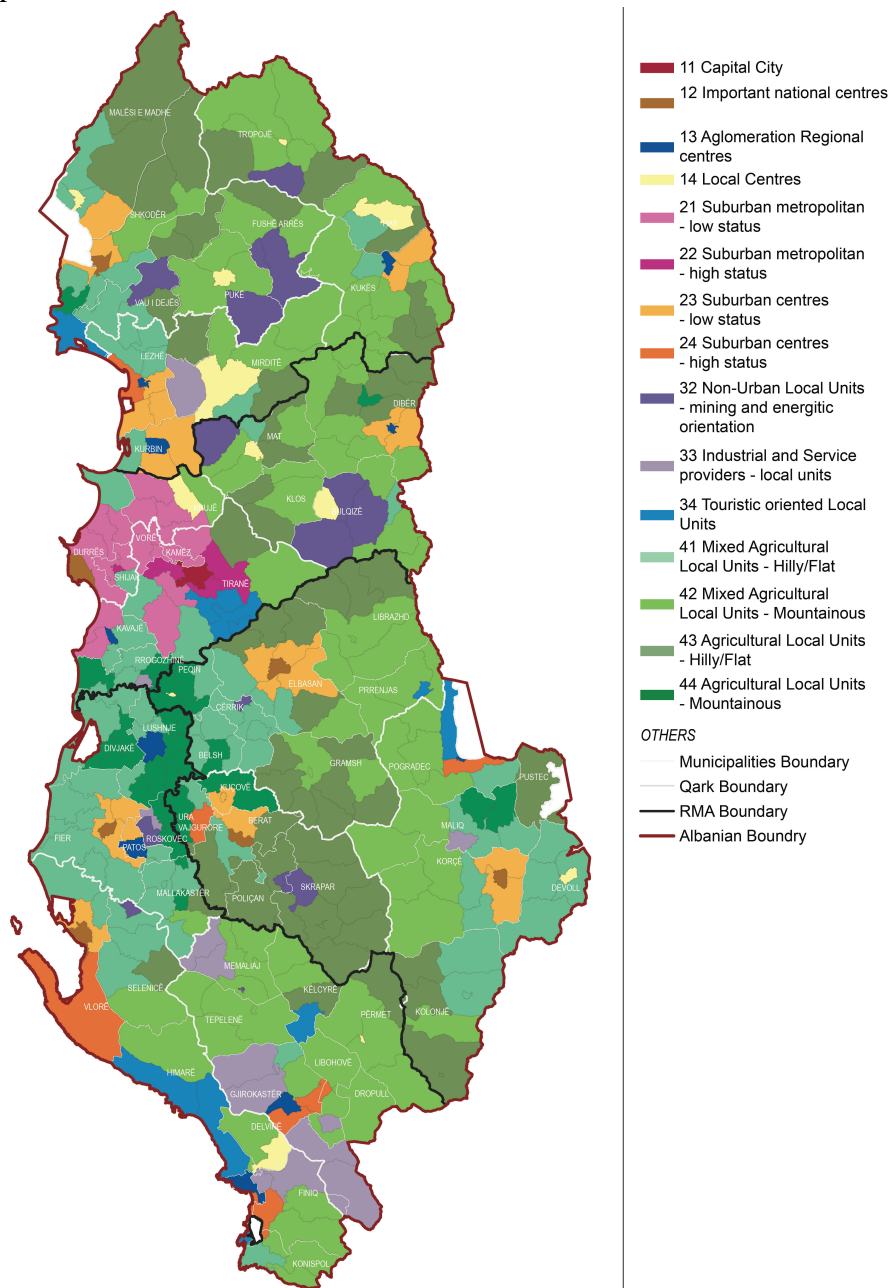 MALËSI E MADHE
TROPOJË
SHKODËR
FUSHË ARRËS
VAU I DEJËS
PUKË
KUKËS
LEZHË
MIRDITË
DIBËR
KURBIN
MAT
KLOS
BULQIZË
KRUJË
VORË
DURRËS
KAMËZ
SHIJAK
TIRANË
KAVAJË
LIBRAZHD
RROGOZHINË
PEQIN
ELBASAN
PRRENJAS
CËRRIK
LUSHNJE
DIVJAKË
BELSH
GRAMSH
POGRADEC
PUSTEC
KUÇOVË
URA
VAJGURORE
BERAT
MALIQ
ROSKOVEC
FIER
PATOS
KORÇË
DEVOLL
MALLAKASTËR
POLIÇAN
SKRAPAR
MEMALIAJ
SELENICË
KËLCYRË
VLORË
TEPELENË
PËRMET
KOLONJË
HIMARË
LIBOHOVË
GJIROKASTËR
DROPULL
DELVINË
FINIQ
KONISPOL
11 Capital City
12 Important national centres
13 Aglomeration Regional
centres
14 Local Centres
21 Suburban metropolitan
- low status
22 Suburban metropolitan
- high status
23 Suburban centres
- low status
24 Suburban centres
- high status
32 Non-Urban Local Units
- mining and energitic
orientation
33 Industrial and Service
providers - local units
34 Touristic oriented Local
Units
41 Mixed Agricultural
Local Units - Hilly/Flat
42 Mixed Agricultural
Local Units - Mountainous
43 Agricultural Local Units
- Hilly/Flat
44 Agricultural Local Units
- Mountainous
OTHERS
Municipalities Boundary
Qark Boundary
RMA Boundary
Albanian Boundry